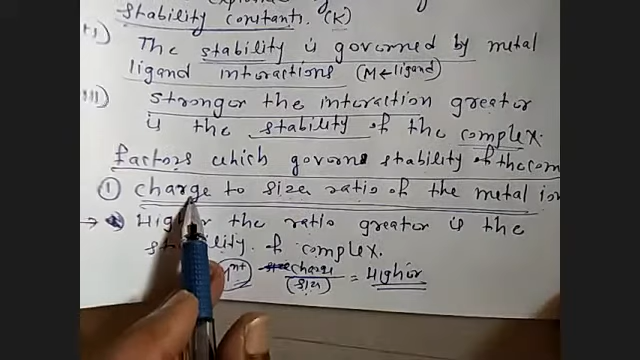 stability constants. (K)
The stability is governed by metal
ligand interactions (M←ligand)
III) Stronger the interaction greater
is the stability of the complex.
factors which governs stability of the com
① Charge to size ratio of the metal ion
→ Higher the ratio greater is the
stability of complex.
charge
(size) = Higher